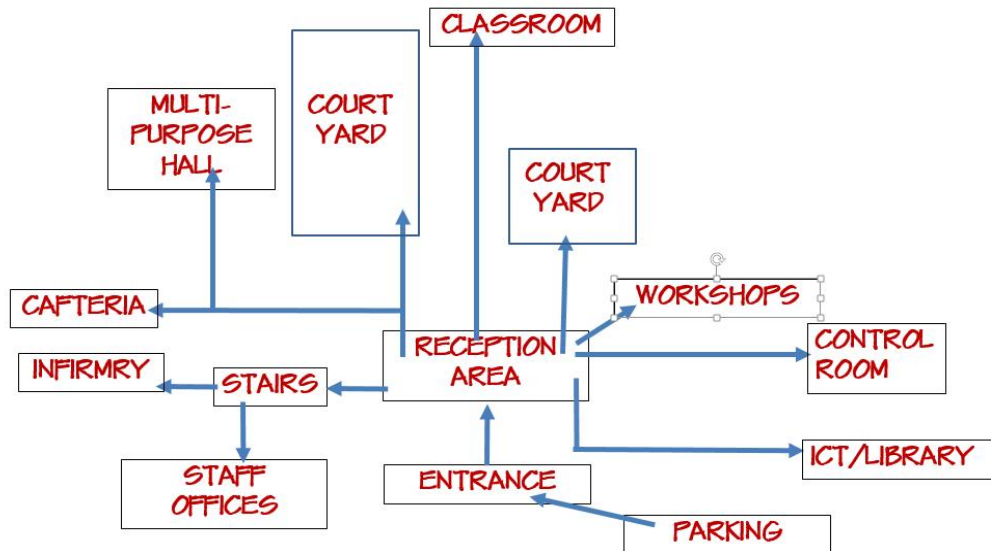 CLASSROOM
MULTI-
PURPOSE
HALL
COURT
YARD
COURT
YARD
CAFTERIA
WORKSHOPS
INFIRMRY
STAIRS
RECEPTION
AREA
CONTROL
ROOM
STAFF
OFFICES
ENTRANCE
ICT/LIBRARY
PARKING